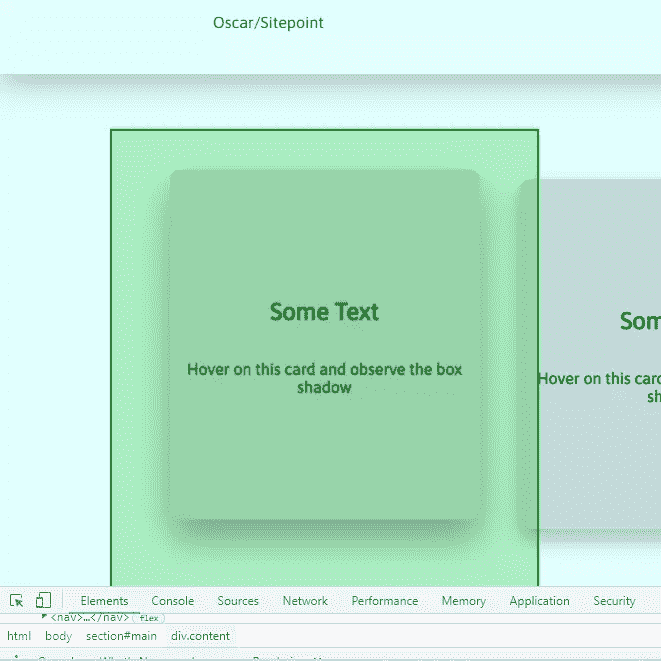 Oscar/Sitepoint
Some Text
Hover on this card and observe the box
shadow
Som
Hover on this card
sh
Elements Console Sources Network Performance Memory Application Security
<nav>…</nav> flex
html body section#main div.content